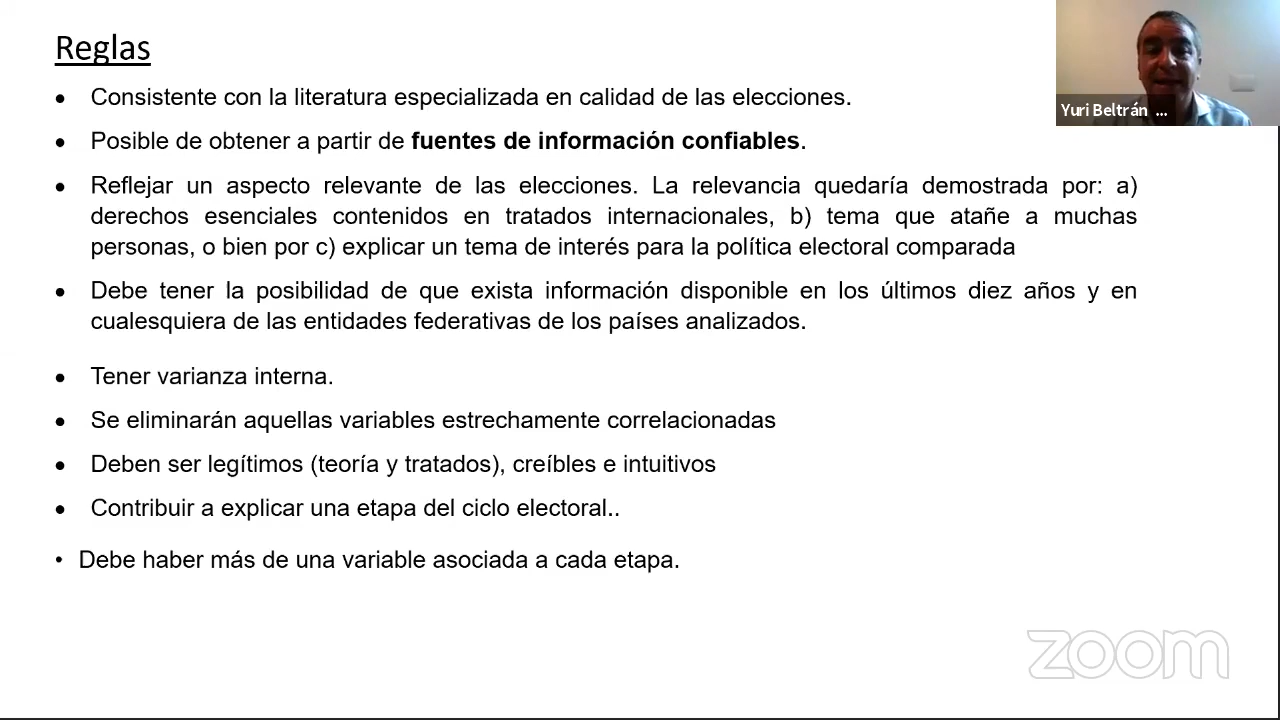 Reglas
• Consistente con la literatura especializada en calidad de las elecciones.
• Posible de obtener a partir de fuentes de información confiables.
• Reflejar un aspecto relevante de las elecciones. La relevancia quedaría demostrada por: a)
derechos esenciales contenidos en tratados internacionales, b) tema que atañe a muchas
personas, o bien por c) explicar un tema de interés para la política electoral comparada
• Debe tener la posibilidad de que exista información disponible en los últimos diez años y en
cualesquiera de las entidades federativas de los países analizados.
• Tener varianza interna.
• Se eliminarán aquellas variables estrechamente correlacionadas
• Deben ser legítimos (teoría y tratados), creíbles e intuitivos
• Contribuir a explicar una etapa del ciclo electoral..
• Debe haber más de una variable asociada a cada etapa.
Yuri Beltrán ...
zoom